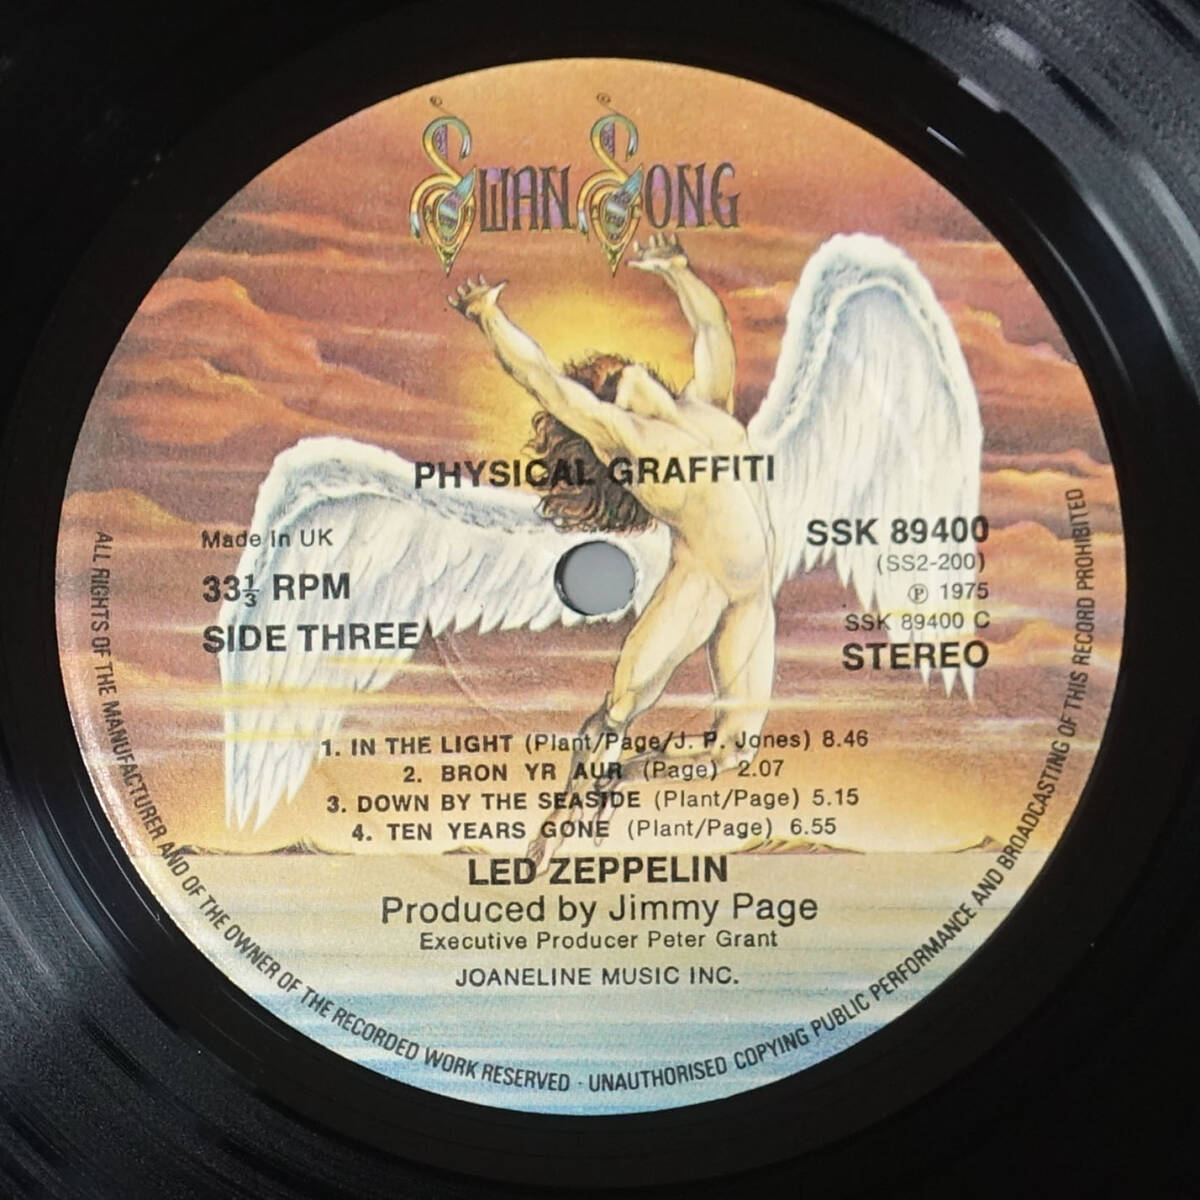 SWAN SONG
PHYSICAL GRAFFITI
Made in UK
33⅓ RPM
SIDE THREE
SSK 89400
(SS2-200)
℗ 1975
SSK 89400 C
STEREO
1. IN THE LIGHT (Plant/Page/J. P. Jones) 8.46
2. BRON YR AUR (Page) 2.07
3. DOWN BY THE SEASIDE (Plant/Page) 5.15
4. TEN YEARS GONE (Plant/Page) 6.55
LED ZEPPELIN
Produced by Jimmy Page
Executive Producer Peter Grant
JOANELINE MUSIC INC.
ALL RIGHTS OF THE MANUFACTURER AND OF THE OWNER OF THE RECORDED WORK RESERVED · UNAUTHORISED COPYING PUBLIC PERFORMANCE AND BROADCASTING OF THIS RECORD PROHIBITED